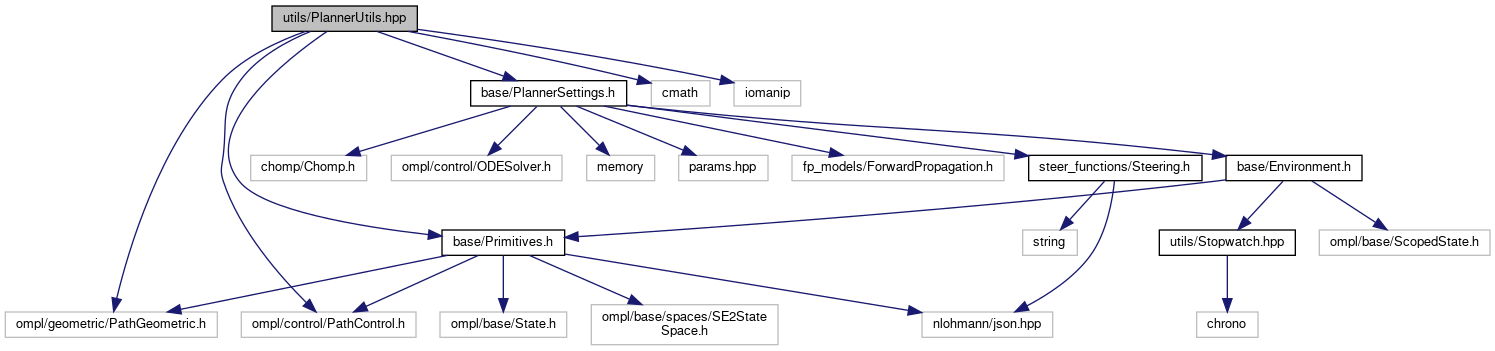 utils/PlannerUtils.hpp
base/PlannerSettings.h
cmath
iomanip
chomp/Chomp.h
ompl/control/ODESolver.h
memory
params.hpp
fp_models/ForwardPropagation.h
steer_functions/Steering.h
base/Environment.h
base/Primitives.h
string
utils/Stopwatch.hpp
ompl/base/ScopedState.h
ompl/geometric/PathGeometric.h
ompl/control/PathControl.h
ompl/base/State.h
ompl/base/spaces/SE2State
Space.h
nlohmann/json.hpp
chrono